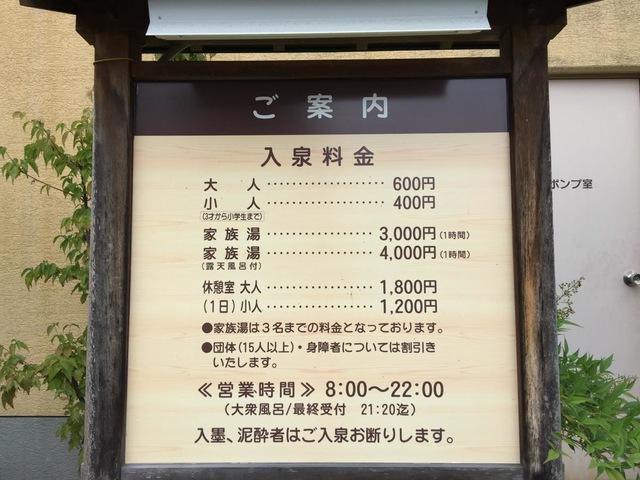 ご案内
入泉料金
大人 ‥‥‥‥‥‥‥ 600円
小人 ‥‥‥‥‥‥‥ 400円
(3才から小学生まで)
家族湯 ‥‥‥‥‥‥ 3,000円(1時間)
家族湯 ‥‥‥‥‥‥ 4,000円(1時間)
(露天風呂付)
休憩室 大人 ‥‥‥‥‥‥ 1,800円
(1日)小人 ‥‥‥‥‥‥ 1,200円
●家族湯は3名までの料金となっております。
●団体(15人以上)・身障者については割引き
いたします。
≪営業時間≫ 8:00〜22:00
(大衆風呂/最終受付 21:20迄)
入墨、泥酔者はご入泉お断りします。
ポンプ室